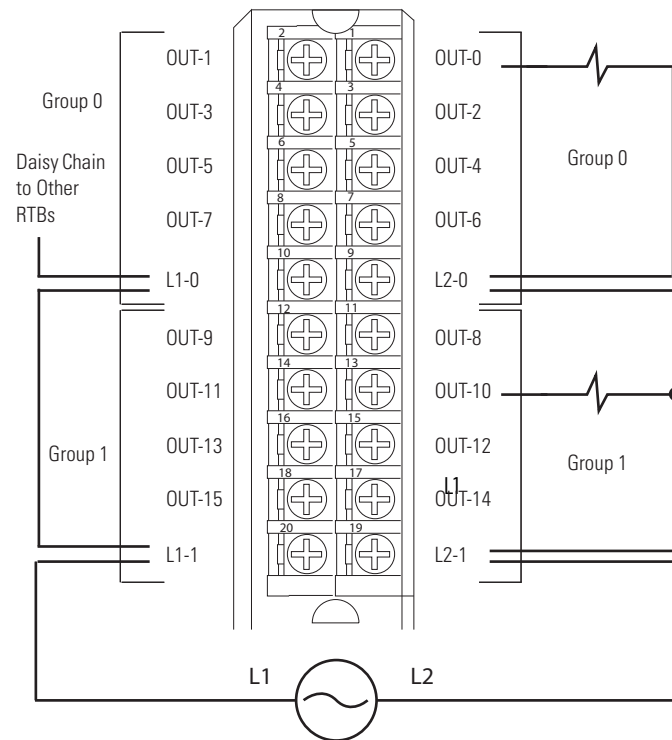 2 1
OUT-1 OUT-0
Group 0
4 3
OUT-3 OUT-2
6 5
Daisy Chain
to Other
RTBs
OUT-5 OUT-4
Group 0
8 7
OUT-7 OUT-6
10 9
L1-0 L2-0
12 11
OUT-9 OUT-8
14 13
OUT-11 OUT-10
16 15
OUT-13 OUT-12
Group 1
Group 1
18 17
L1
OUT-15 OUT-14
20 19
L1-1 L2-1
L1 L2